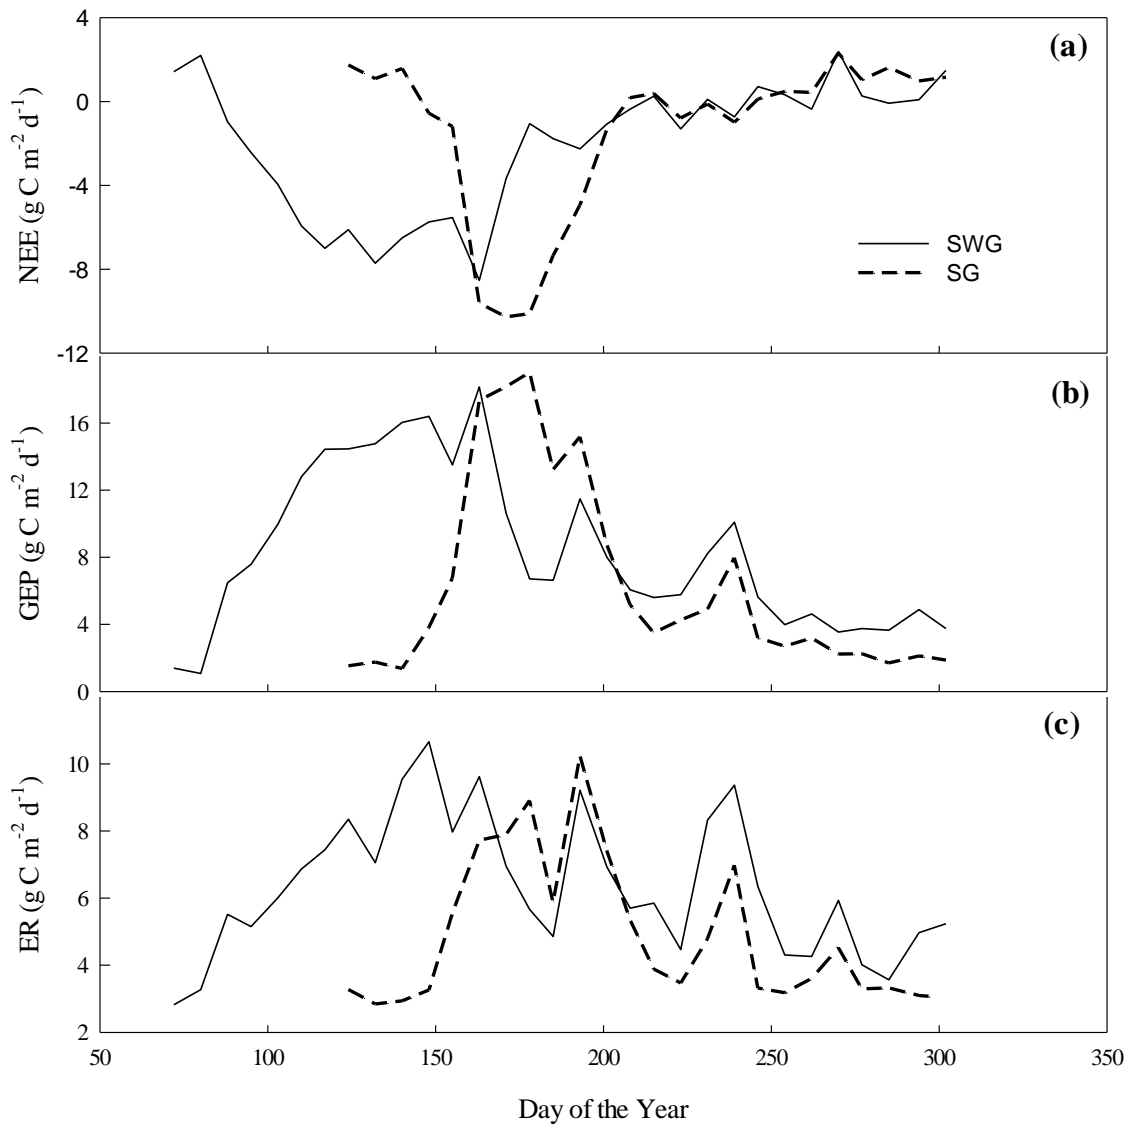 4
(a)
0
-4
-8
-12
NEE (g C m-2 d-1)
SWG
SG
(b)
16
12
8
4
0
GEP (g C m-2 d-1)
(c)
10
8
6
4
2
ER (g C m-2 d-1)
50 100 150 200 250 300 350
Day of the Year